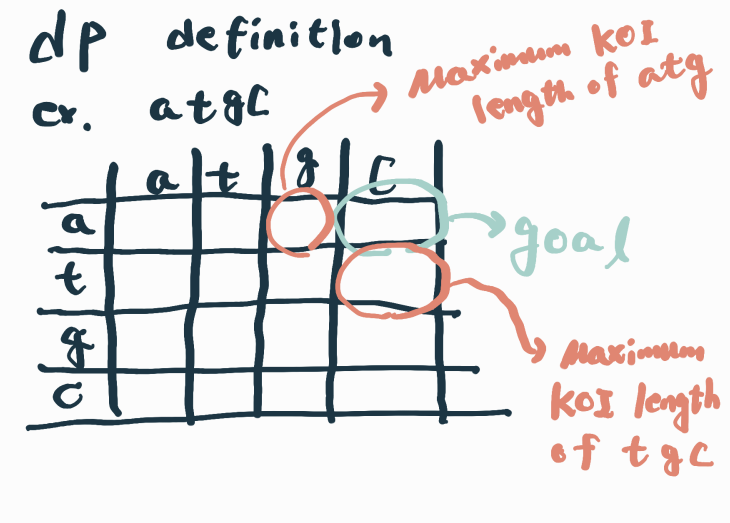 dp definition
ex. atgc
Maximum KOI
length of atg
a t g C
a
t
g
c
goal
Maximum
KOI length
of tgc